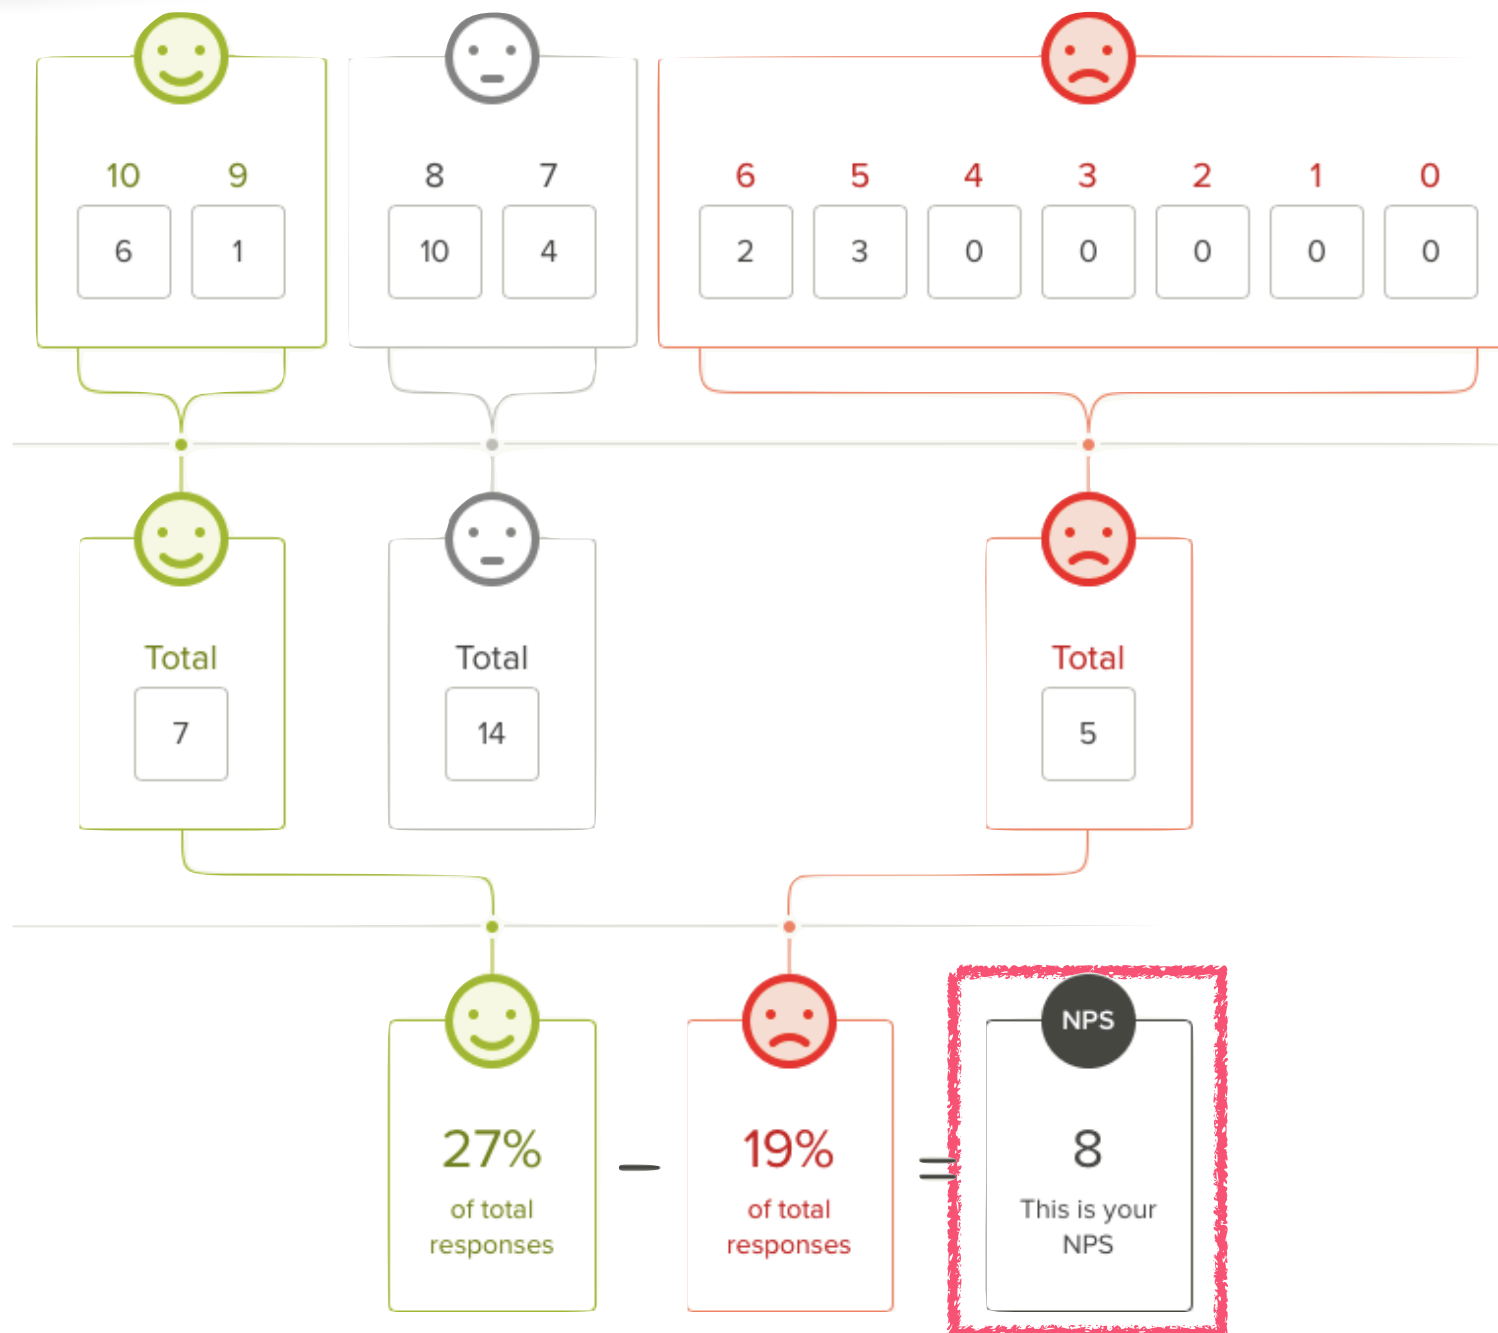 10 9 8 7 6 5 4 3 2 1 0
6 1 10 4 2 3 0 0 0 0 0
Total Total Total
7 14 5
NPS
27% – 19% = 8
of total of total This is your
responses responses NPS